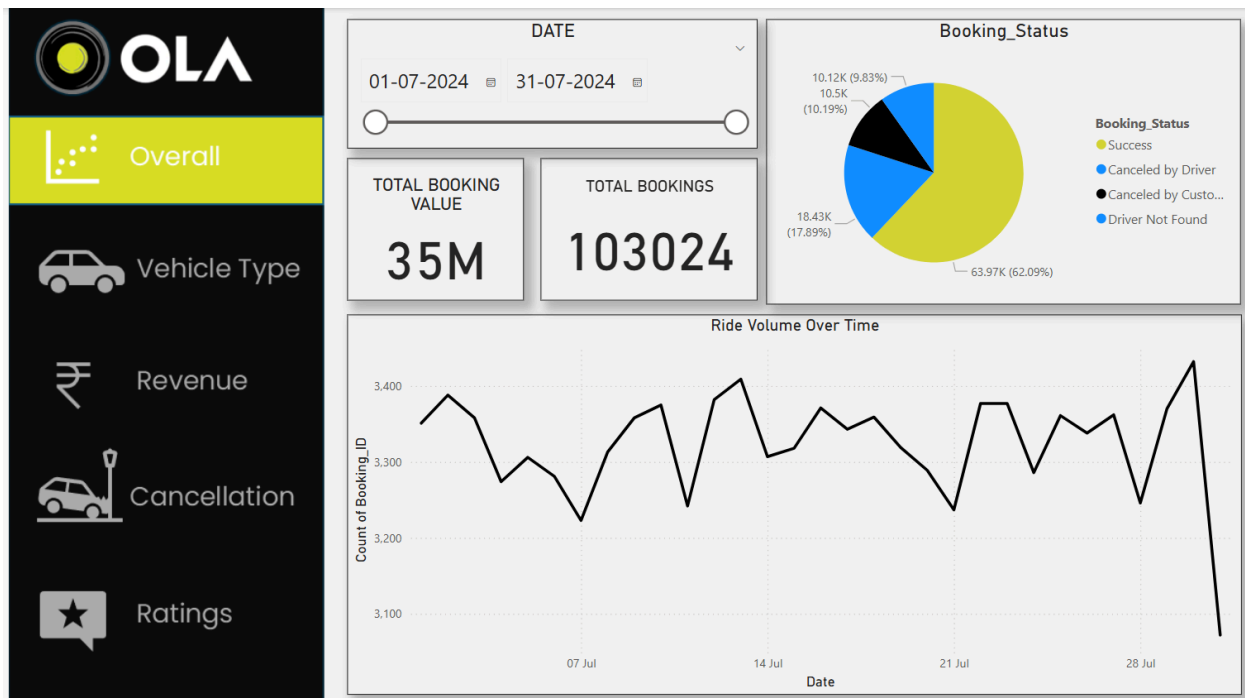 OLA
Overall
Vehicle Type
Revenue
Cancellation
Ratings
DATE
01-07-2024
31-07-2024
TOTAL BOOKING
VALUE
35M
TOTAL BOOKINGS
103024
Booking_Status
10.12K (9.83%)
10.5K
(10.19%)
18.43K
(17.89%)
63.97K (62.09%)
Booking_Status
Success
Canceled by Driver
Canceled by Custo...
Driver Not Found
Ride Volume Over Time
Count of Booking_ID
3,400
3,300
3,200
3,100
07 Jul
14 Jul
21 Jul
28 Jul
Date